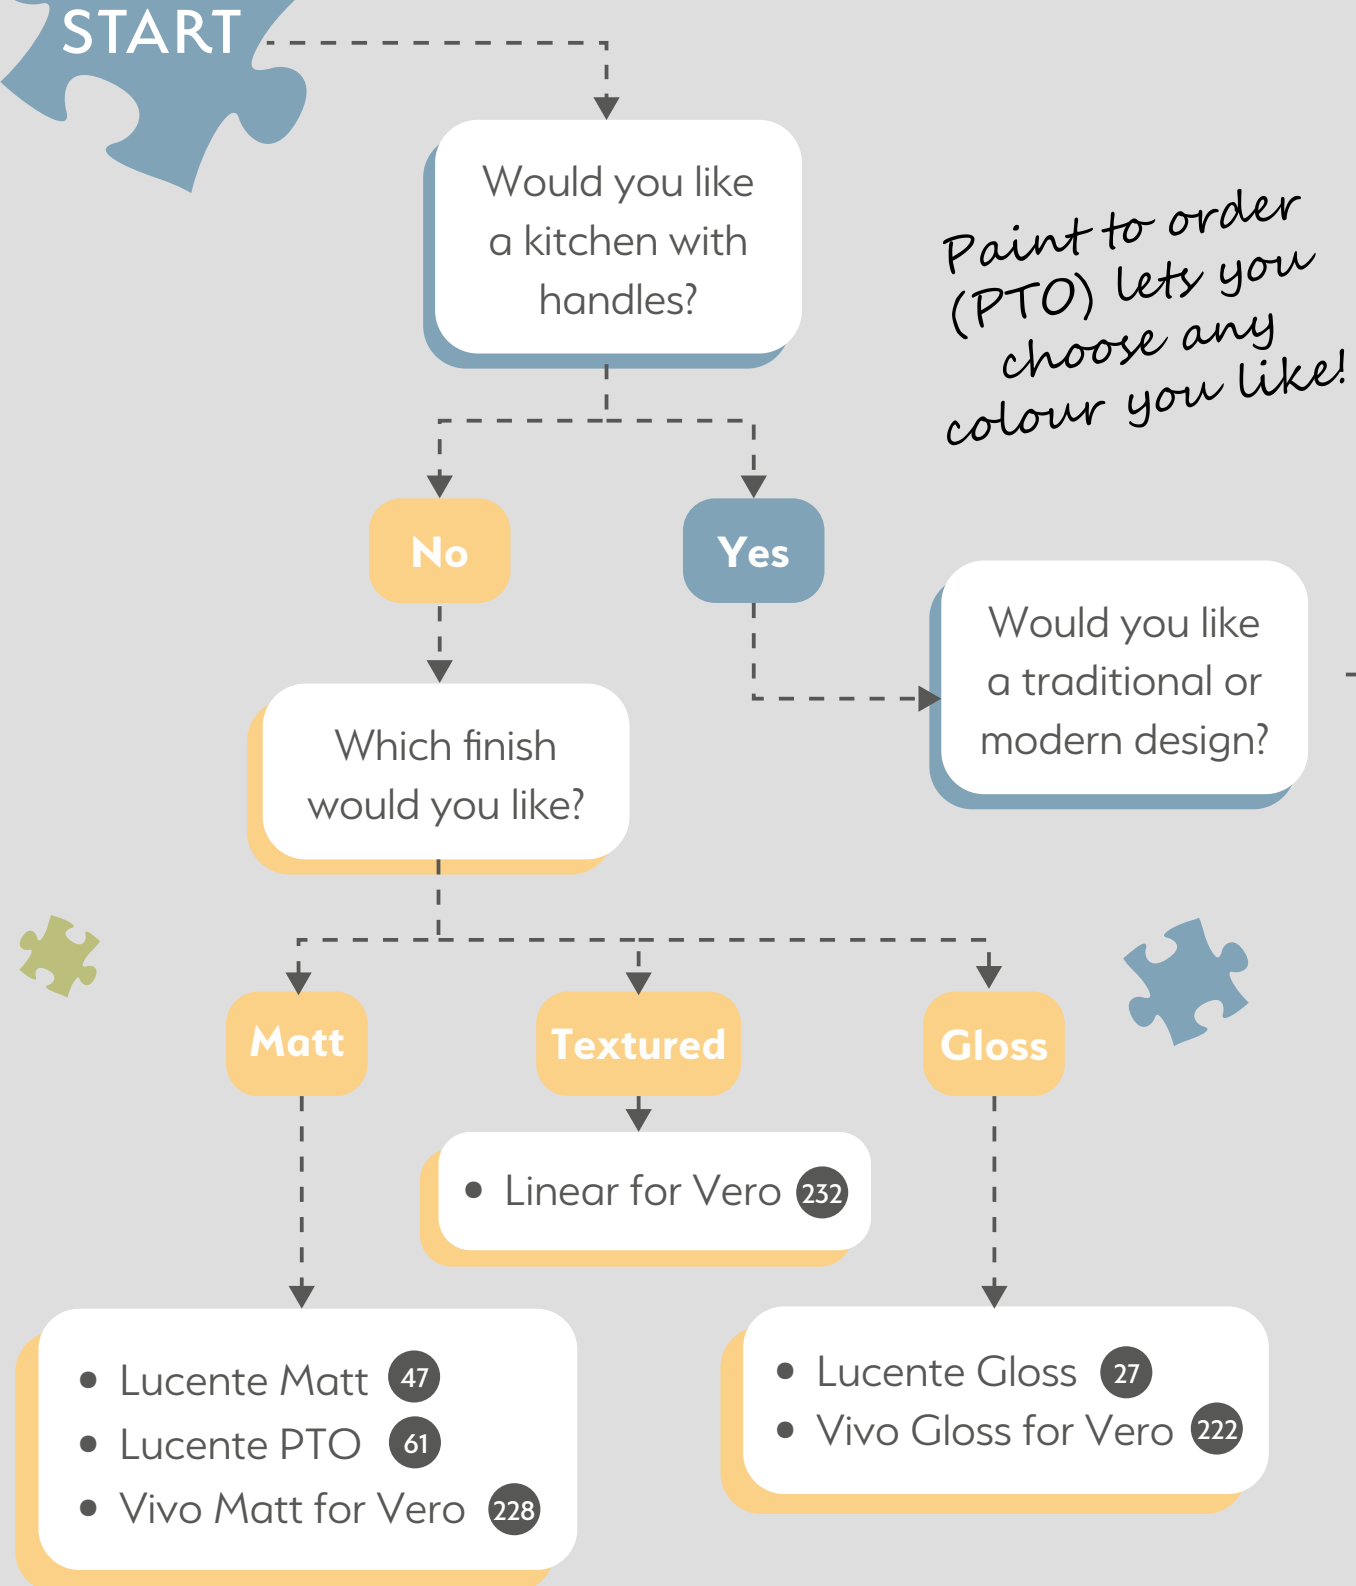 START
Would you like
a kitchen with
handles?
Paint to order
(PTO) lets you
choose any
colour you like!
No
Yes
Would you like
a traditional or
modern design?
Which finish
would you like?
Matt
Textured
Gloss
• Linear for Vero 232
• Lucente Matt 47
• Lucente PTO 61
• Vivo Matt for Vero 228
• Lucente Gloss 27
• Vivo Gloss for Vero 222